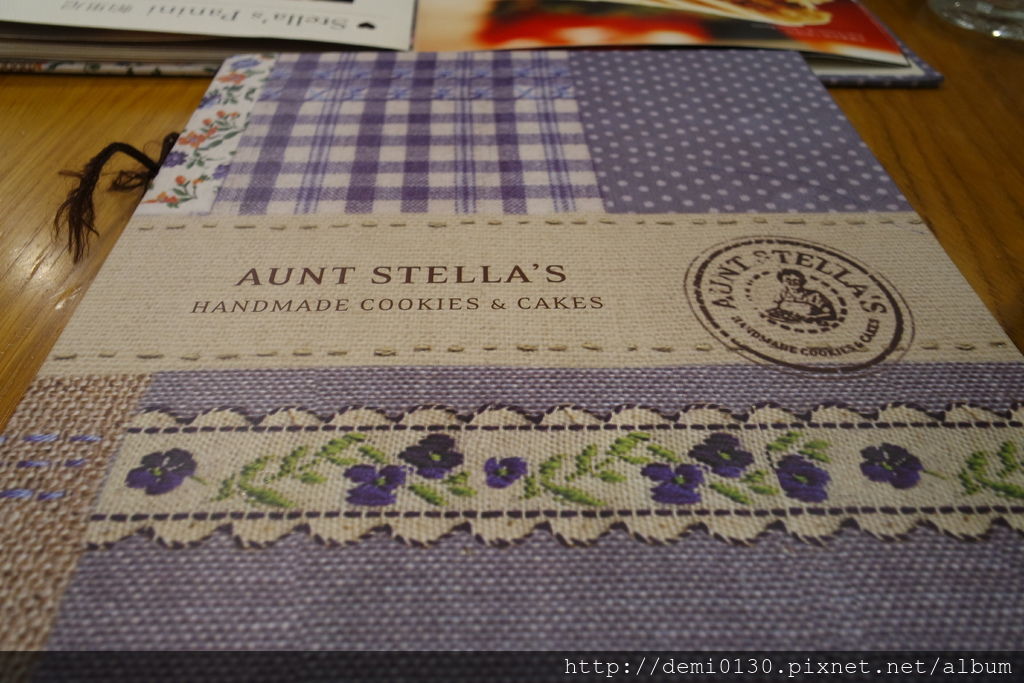 Stella's Panini
AUNT STELLA'S
HANDMADE COOKIES & CAKES
AUNT STELLA'S
HANDMADE COOKIES & CAKES
http://demi0130.pixnet.net/album